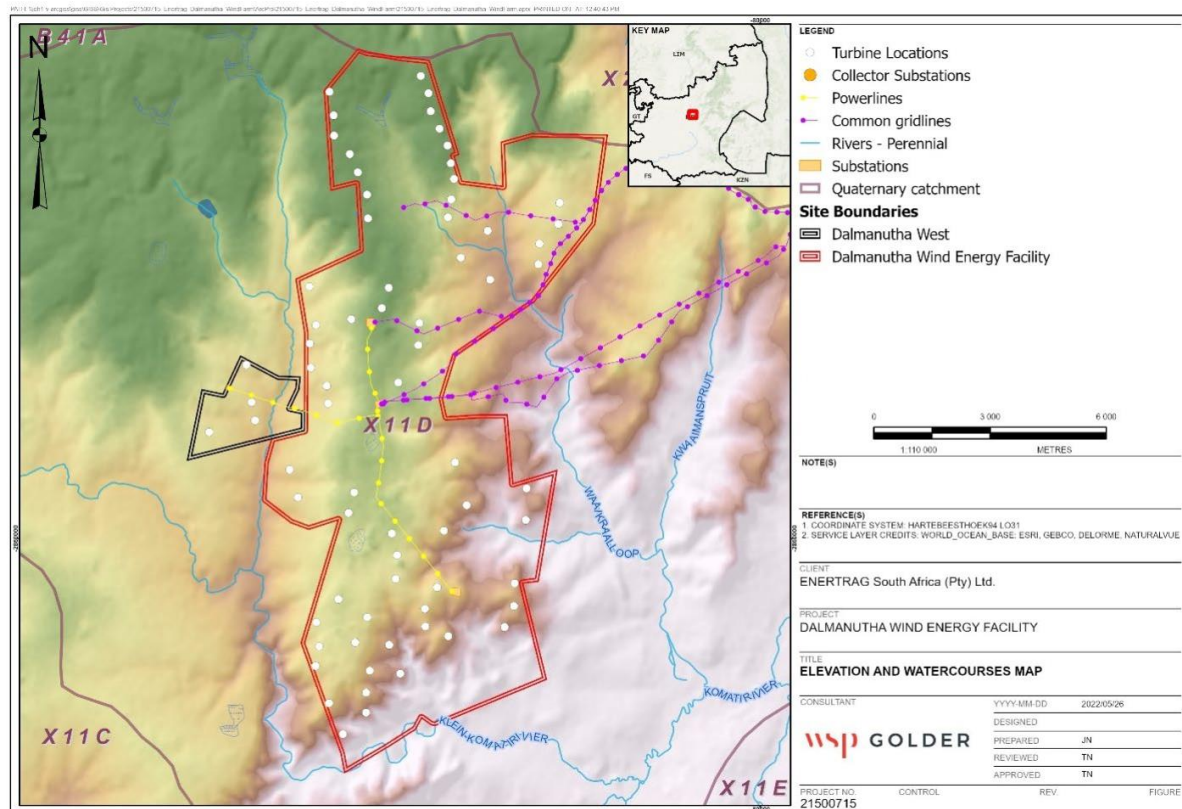 B41A
N
X11D
X11C
X11E
WAAIKRAALLOOP
KWAAIMANSPRUIT
KLEIN-KOMATIRIVIER
KOMATIRIVIER
KEY MAP
LIM
GT
FS
KZN
LEGEND
Turbine Locations
Collector Substations
Powerlines
Common gridlines
Rivers - Perennial
Substations
Quaternary catchment
Site Boundaries
Dalmanutha West
Dalmanutha Wind Energy Facility
0 3 000 6 000
1:110 000 METRES
NOTE(S)
REFERENCE(S)
1. COORDINATE SYSTEM: HARTEBEESTHOEK94 LO31
2. SERVICE LAYER CREDITS: WORLD_OCEAN_BASE: ESRI, GEBCO, DELORME, NATURALVUE
CLIENT
ENERTRAG South Africa (Pty) Ltd.
PROJECT
DALMANUTHA WIND ENERGY FACILITY
TITLE
ELEVATION AND WATERCOURSES MAP
CONSULTANT
YYYY-MM-DD 2022/05/26
DESIGNED
PREPARED JN
REVIEWED TN
APPROVED TN
wsp GOLDER
PROJECT NO. CONTROL REV. FIGURE
21500715